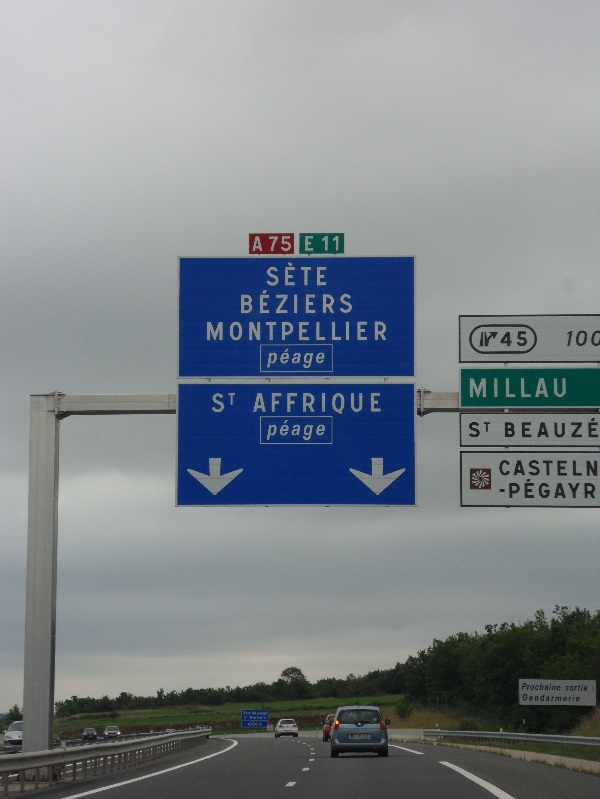 A 75 E 11
SÈTE
BÉZIERS
MONTPELLIER
péage
ST AFFRIQUE
péage
45 100
MILLAU
ST BEAUZÉ
CASTELN
-PÉGAYR
Prochaine sortie
Gendarmerie